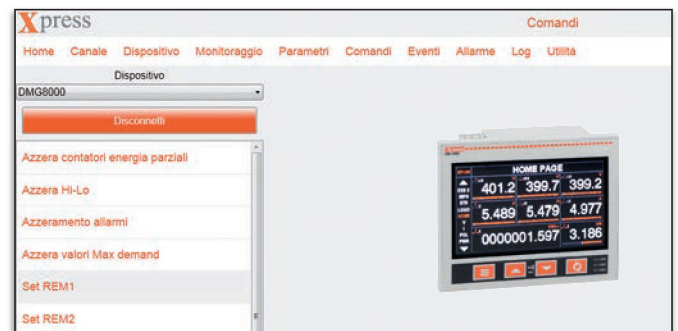 Xpress
Comandi
Home Canale Dispositivo Monitoraggio Parametri Comandi Eventi Allarme Log Utilità
Dispositivo
DMG8000
Disconnetti
Azzera contatori energia parziali
Azzera Hi-Lo
Azzeramento allarmi
Azzera valori Max demand
Set REM1
Set REM2
HOME PAGE
401.2 399.7 399.2
5.489 5.479 4.977
0000001.597 3.186